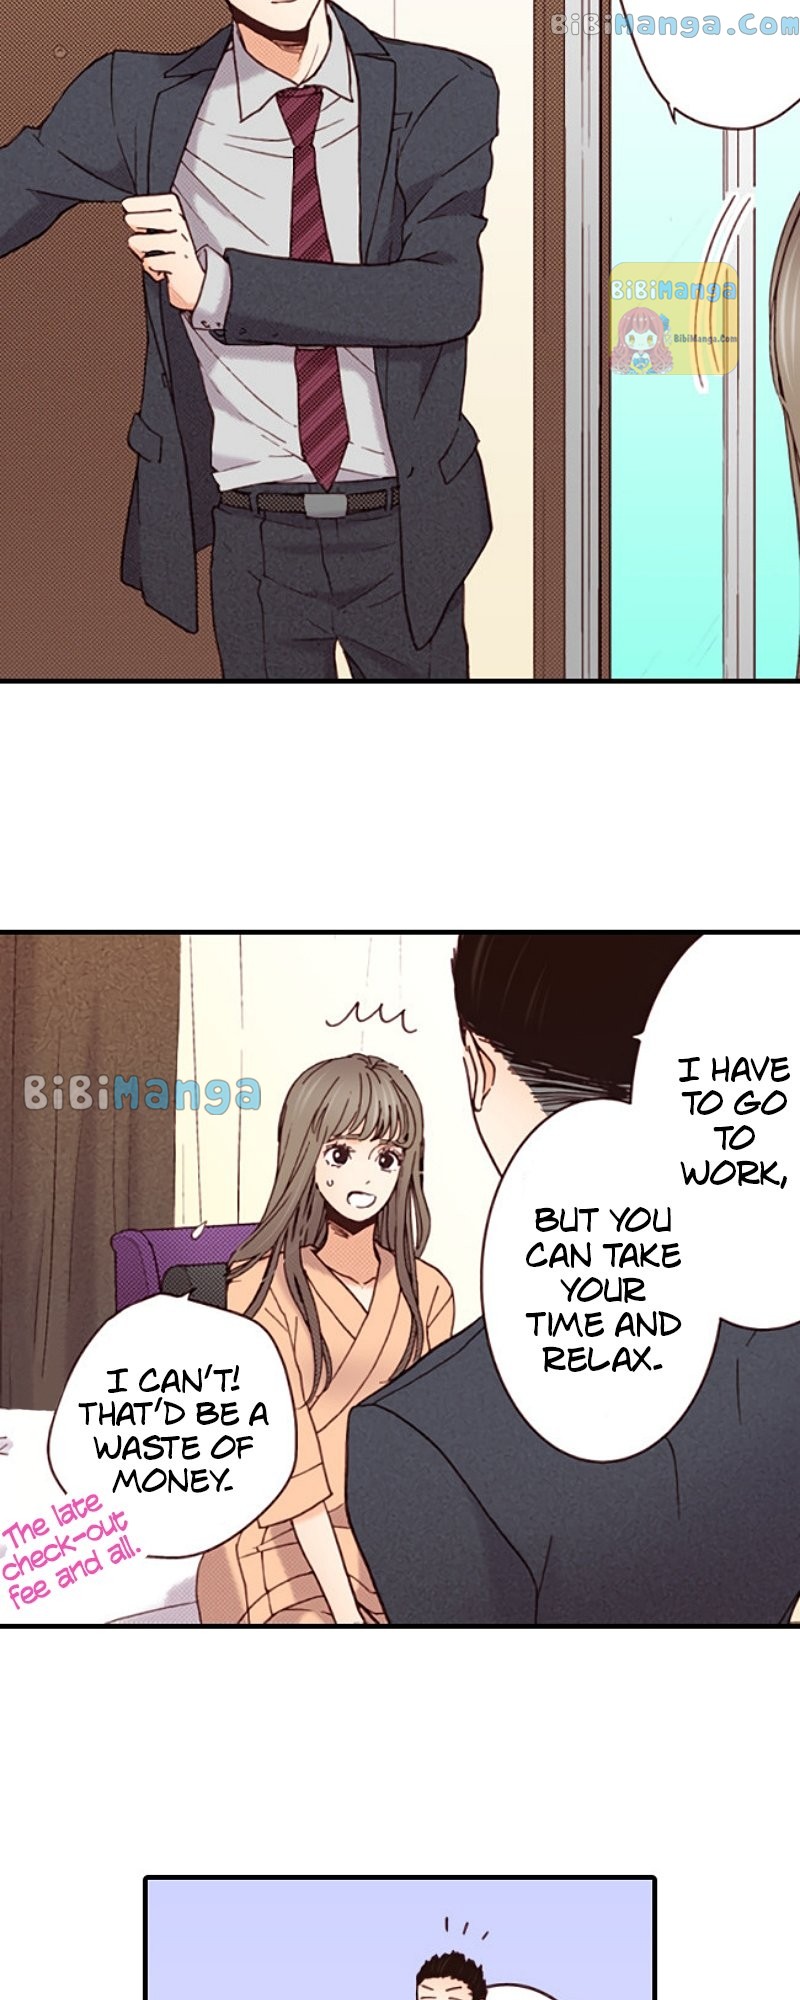 BiBiManga.Com
BiBiManga
BibiManga.Com
I HAVE
TO GO
TO
WORK,
BUT YOU
CAN TAKE
YOUR
TIME AND
RELAX.
BiBiManga
I CAN'T!
THAT'D BE A
WASTE OF
MONEY.
The late
check-out
fee and all.